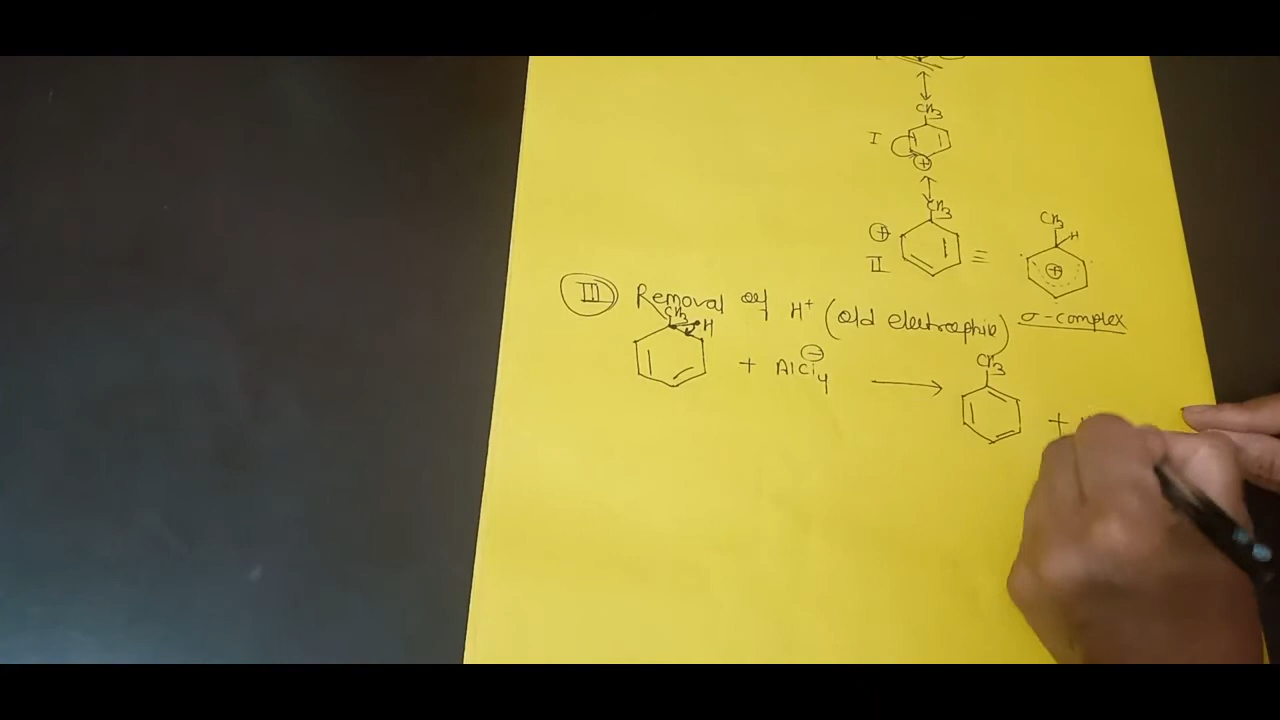 CH3
I
⊕
CH3
⊕
II
≡
CH3
H
⊕
III Removal of H+ (old electrophile) σ-complex
CH3
H
+ AlCl4 ⊖ →
CH3
+